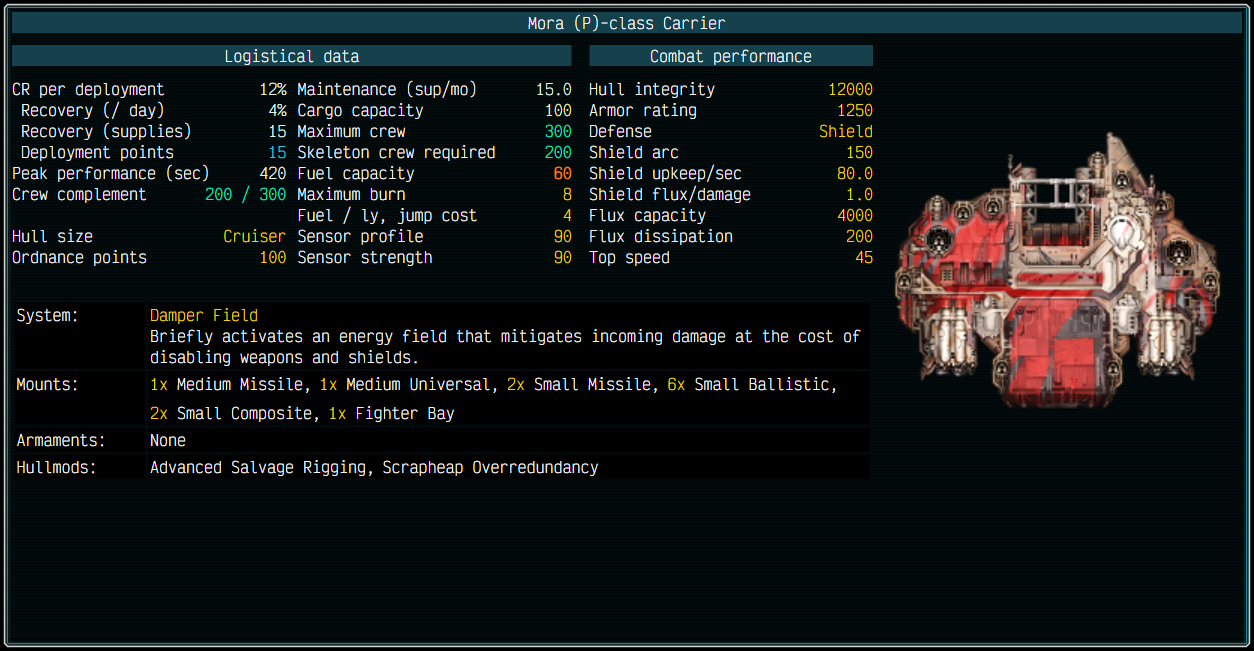 Mora (P)-class Carrier
Logistical data
CR per deployment 12% Maintenance (sup/mo) 15.0
Recovery (/ day) 4% Cargo capacity 100
Recovery (supplies) 15 Maximum crew 300
Deployment points 15 Skeleton crew required 200
Peak performance (sec) 420 Fuel capacity 60
Crew complement 200 / 300 Maximum burn 8
Fuel / ly, jump cost 4
Hull size Cruiser Sensor profile 90
Ordnance points 100 Sensor strength 90
Combat performance
Hull integrity 12000
Armor rating 1250
Defense Shield
Shield arc 150
Shield upkeep/sec 80.0
Shield flux/damage 1.0
Flux capacity 4000
Flux dissipation 200
Top speed 45
System: Damper Field
Briefly activates an energy field that mitigates incoming damage at the cost of
disabling weapons and shields.
Mounts: 1x Medium Missile, 1x Medium Universal, 2x Small Missile, 6x Small Ballistic,
2x Small Composite, 1x Fighter Bay
Armaments: None
Hullmods: Advanced Salvage Rigging, Scrapheap Overredundancy